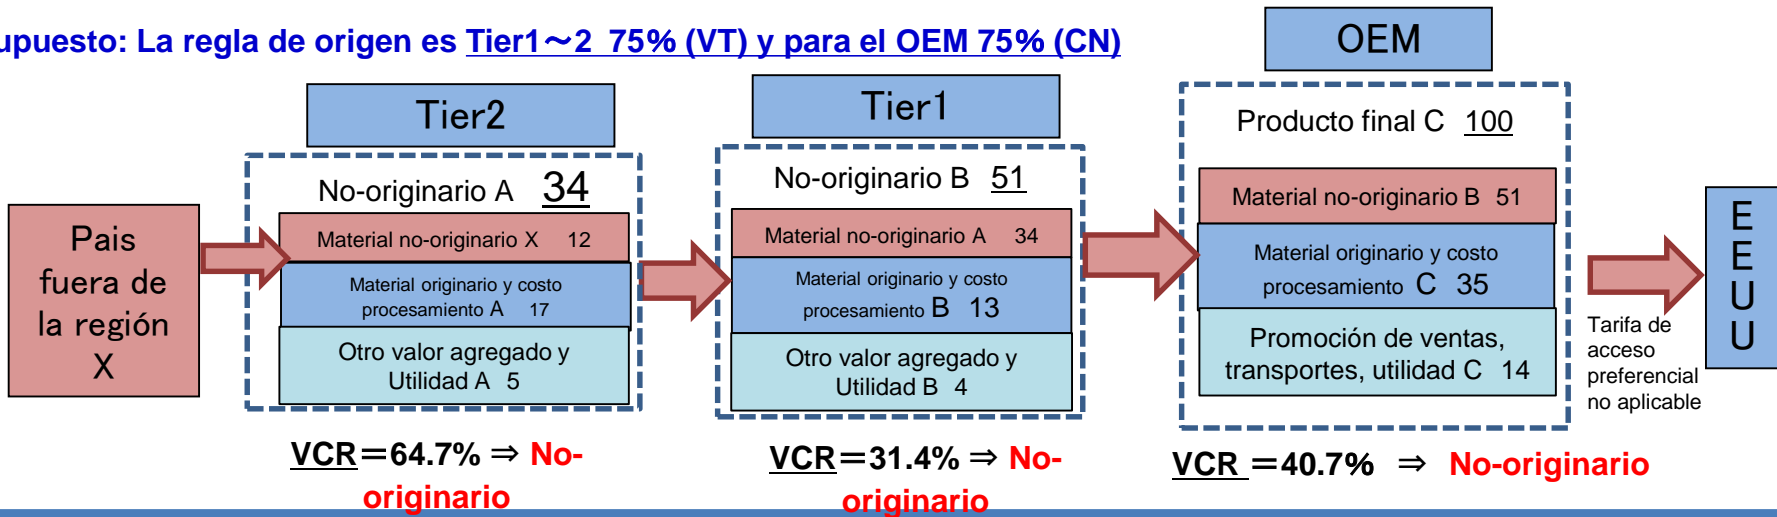 upuesto: La regla de origen es Tier1～2 75% (VT) y para el OEM 75% (CN)
OEM
Tier2
Tier1
Pais
fuera de
la región
X
No-originario A 34
Material no-originario X 12
Material originario y costo
procesamiento A 17
Otro valor agregado y
Utilidad A 5
VCR＝64.7% ⇒ No-
originario
No-originario B 51
Material no-originario A 34
Material originario y costo
procesamiento B 13
Otro valor agregado y
Utilidad B 4
VCR＝31.4% ⇒ No-
originario
Producto final C 100
Material no-originario B 51
Material originario y costo
procesamiento C 35
Promoción de ventas,
transportes, utilidad C 14
VCR ＝40.7% ⇒ No-originario
Tarifa de
acceso
preferencial
no aplicable
E
E
U
U